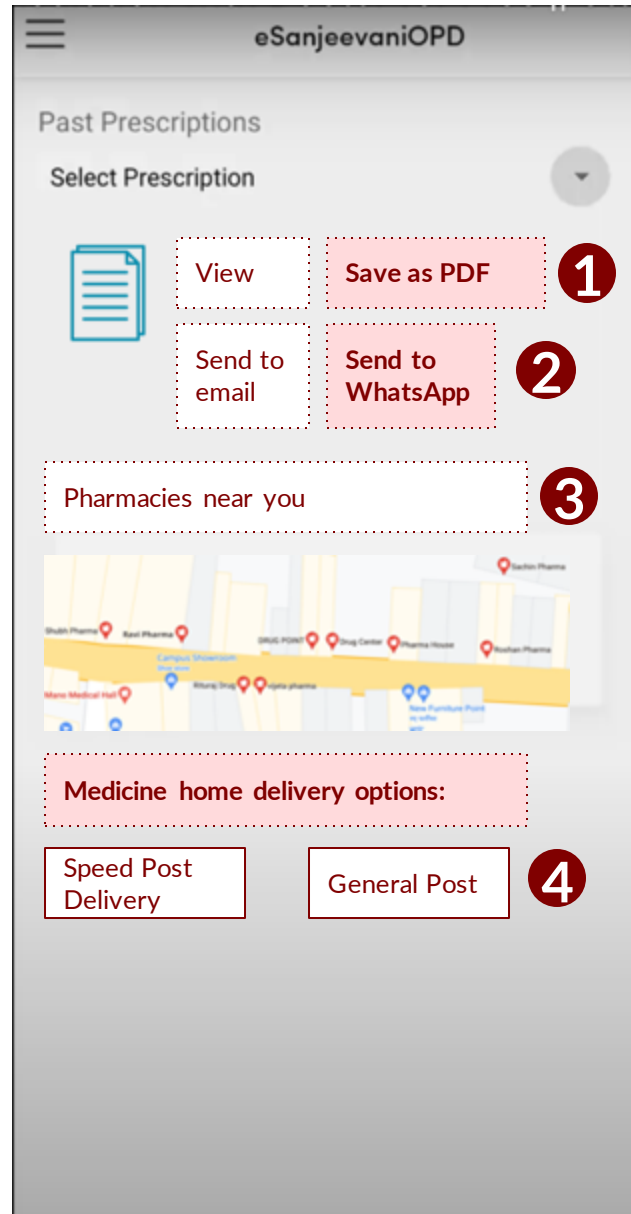 eSanjeevaniOPD
Past Prescriptions
Select Prescription
View
Save as PDF
1
Send to
email
Send to
WhatsApp
2
Pharmacies near you
3
Sachin Pharma
Shubh Pharma
Ravi Pharma
DRUG POINT
Drug Center
Pharma House
Roshan Pharma
Campus Showroom
Rituraj Drug
vijeta pharma
Mano Medical Hall
New Furniture Point
Medicine home delivery options:
Speed Post
Delivery
General Post
4